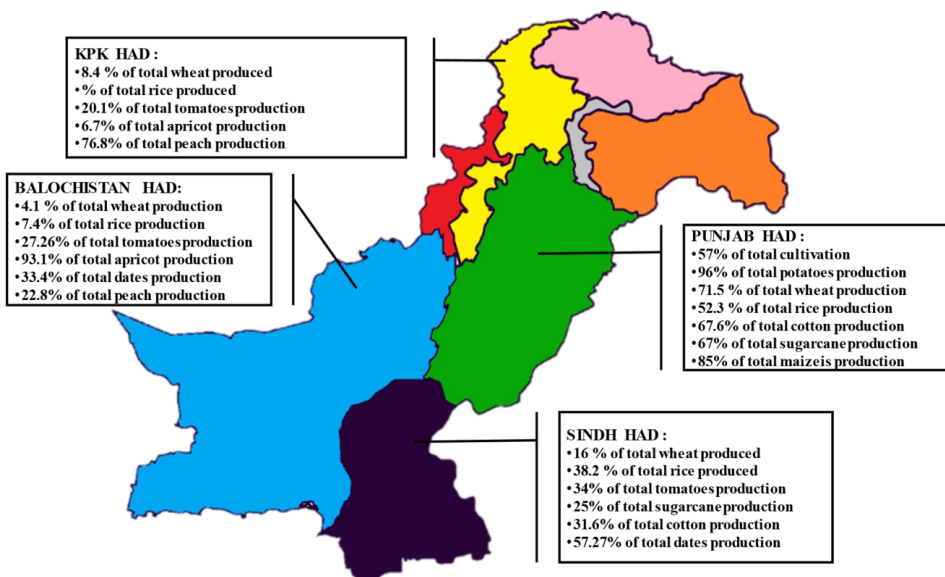 KPK HAD :
•8.4 % of total wheat produced
•% of total rice produced
•20.1% of total tomatoes production
•6.7% of total apricot production
•76.8% of total peach production
BALOCHISTAN HAD:
•4.1 % of total wheat production
•7.4% of total rice production
•27.26% of total tomatoes production
•93.1% of total apricot production
•33.4% of total dates production
•22.8% of total peach production
PUNJAB HAD :
•57% of total cultivation
•96% of total potatoes production
•71.5 % of total wheat production
•52.3 % of total rice production
•67.6% of total cotton production
•67% of total sugarcane production
•85% of total maizeis production
SINDH HAD :
•16 % of total wheat produced
•38.2 % of total rice produced
•34% of total tomatoes production
•25% of total sugarcane production
•31.6% of total cotton production
•57.27% of total dates production